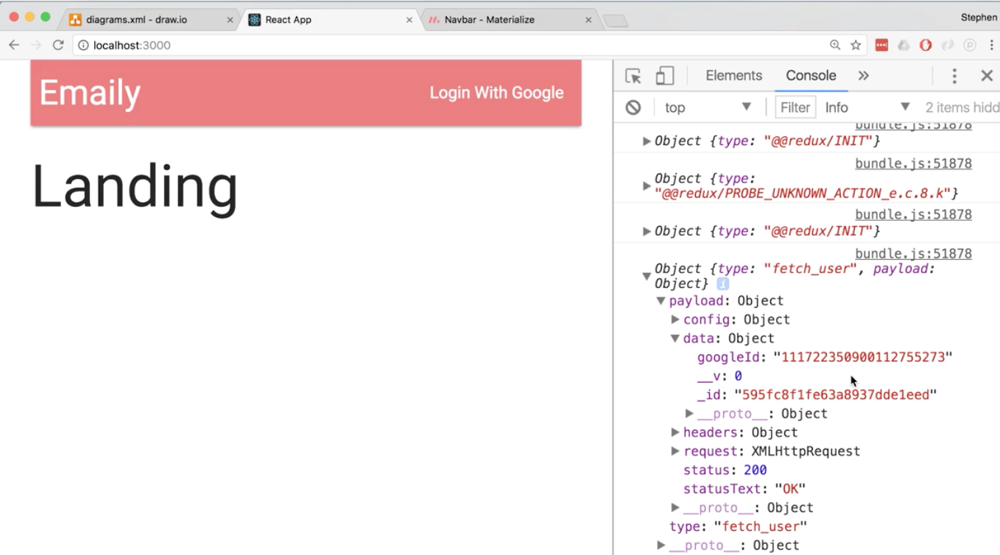 diagrams.xml - draw.io
React App
Navbar - Materialize
Stephen
localhost:3000
Elements
Console
top
Filter
Info
2 items hidd
Emaily
Login With Google
Landing
bundle.js:51878
Object {type: "@@redux/INIT"}
bundle.js:51878
Object {type:
"@@redux/PROBE_UNKNOWN_ACTION_e.c.8.k"}
bundle.js:51878
Object {type: "@@redux/INIT"}
bundle.js:51878
Object {type: "fetch_user", payload:
Object} i
payload: Object
config: Object
data: Object
googleId: "111722350900112755273"
__v: 0
_id: "595fc8f1fe63a8937dde1eed"
__proto__: Object
headers: Object
request: XMLHttpRequest
status: 200
statusText: "OK"
__proto__: Object
type: "fetch_user"
__proto__: Object